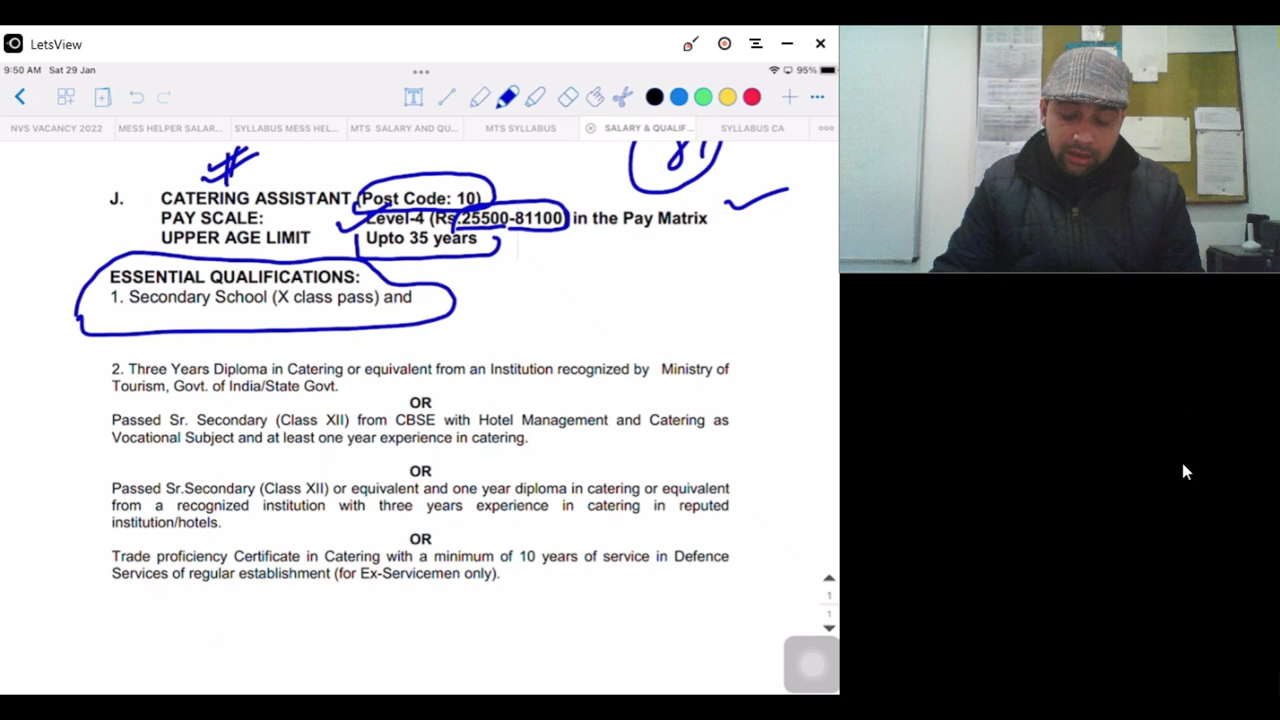 LetsView
9:50 AM Sat 29 Jan
95%
NVS VACANCY 2022 MESS HELPER SALAR... SYLLABUS MESS HEL... MTS SALARY AND QU... MTS SYLLABUS SALARY & QUALIF... SYLLABUS CA
81
J. CATERING ASSISTANT (Post Code: 10)
PAY SCALE: Level-4 (Rs.25500-81100) in the Pay Matrix
UPPER AGE LIMIT Upto 35 years
ESSENTIAL QUALIFICATIONS:
1. Secondary School (X class pass) and
2. Three Years Diploma in Catering or equivalent from an Institution recognized by Ministry of
Tourism, Govt. of India/State Govt.
OR
Passed Sr. Secondary (Class XII) from CBSE with Hotel Management and Catering as
Vocational Subject and at least one year experience in catering.
OR
Passed Sr.Secondary (Class XII) or equivalent and one year diploma in catering or equivalent
from a recognized institution with three years experience in catering in reputed
institution/hotels.
OR
Trade proficiency Certificate in Catering with a minimum of 10 years of service in Defence
Services of regular establishment (for Ex-Servicemen only).
1
1